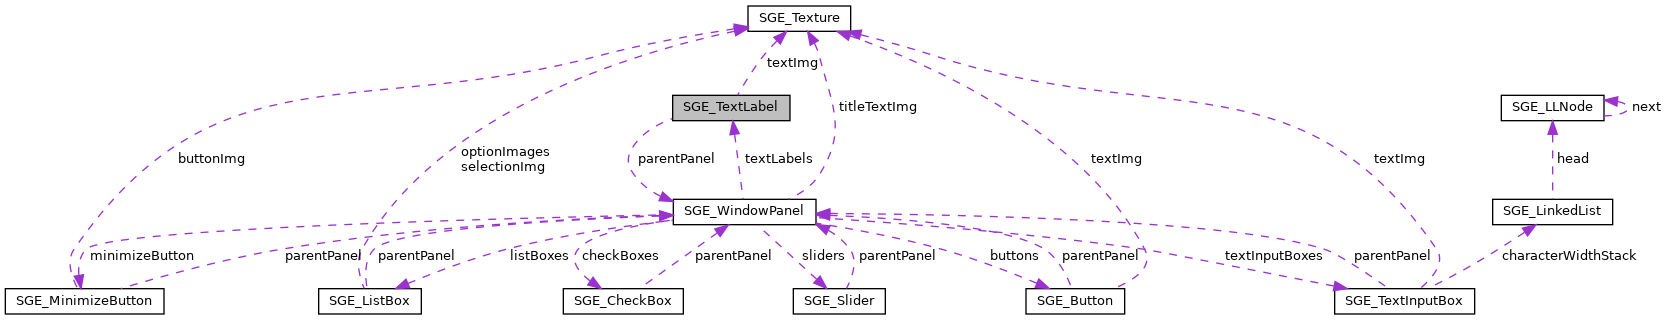 SGE_Texture
textImg
SGE_TextLabel
SGE_LLNode
next
titleTextImg
buttonImg
optionImages
selectionImg
parentPanel
textLabels
textImg
textImg
head
SGE_WindowPanel
SGE_LinkedList
minimizeButton
parentPanel
parentPanel
listBoxes
checkBoxes
parentPanel
sliders
parentPanel
buttons
parentPanel
textInputBoxes
parentPanel
characterWidthStack
SGE_MinimizeButton
SGE_ListBox
SGE_CheckBox
SGE_Slider
SGE_Button
SGE_TextInputBox